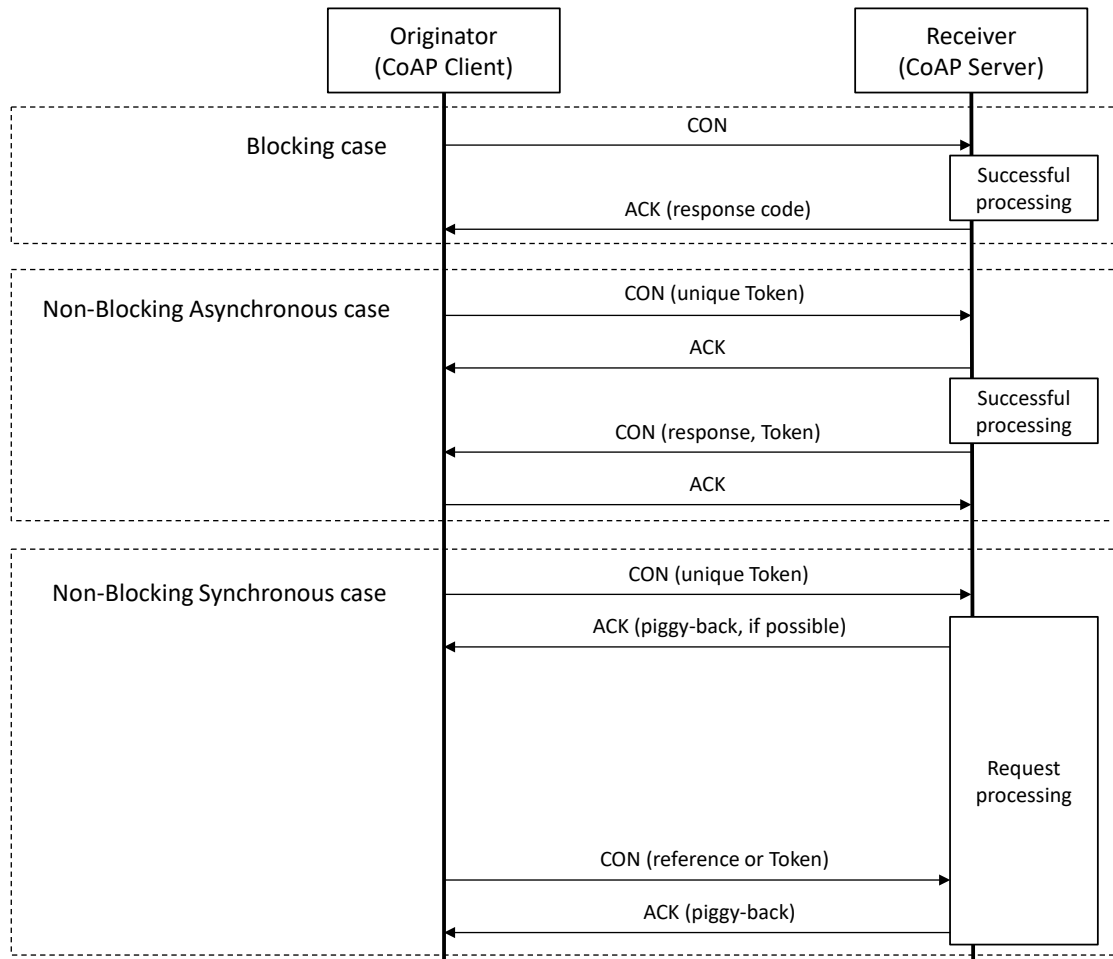 Originator
(CoAP Client)
Receiver
(CoAP Server)
Blocking case
CON
Successful
processing
ACK (response code)
Non-Blocking Asynchronous case
CON (unique Token)
ACK
Successful
processing
CON (response, Token)
ACK
Non-Blocking Synchronous case
CON (unique Token)
ACK (piggy-back, if possible)
Request
processing
CON (reference or Token)
ACK (piggy-back)